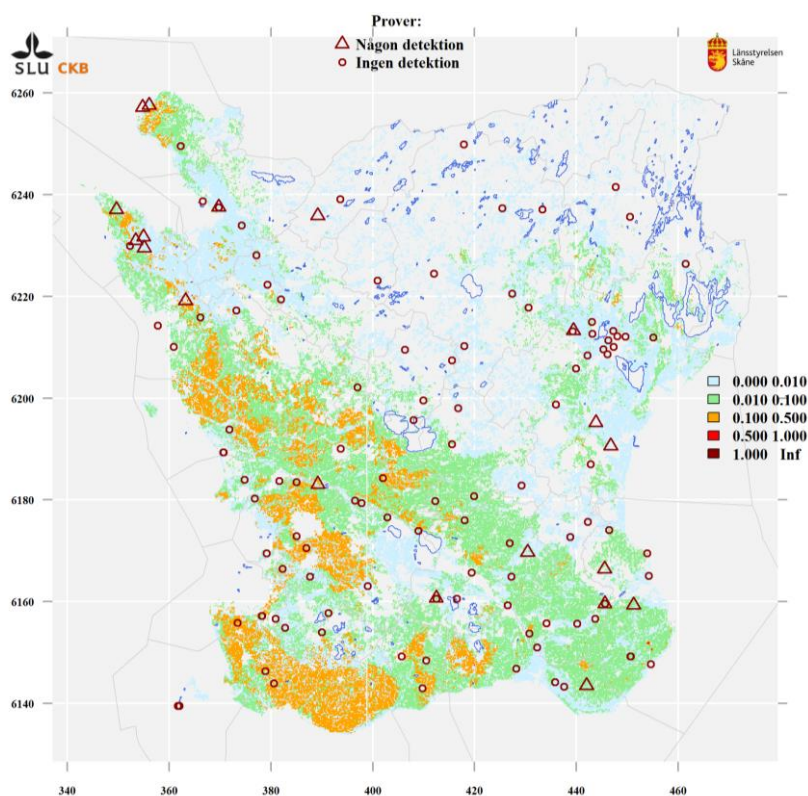 Prover:
Någon detektion
Ingen detektion
SLU CKB
Länsstyrelsen
Skåne
6260
6240
6220
6200
6180
6160
6140
0.000 0.010
0.010 0.100
0.100 0.500
0.500 1.000
1.000 Inf
340 360 380 400 420 440 460